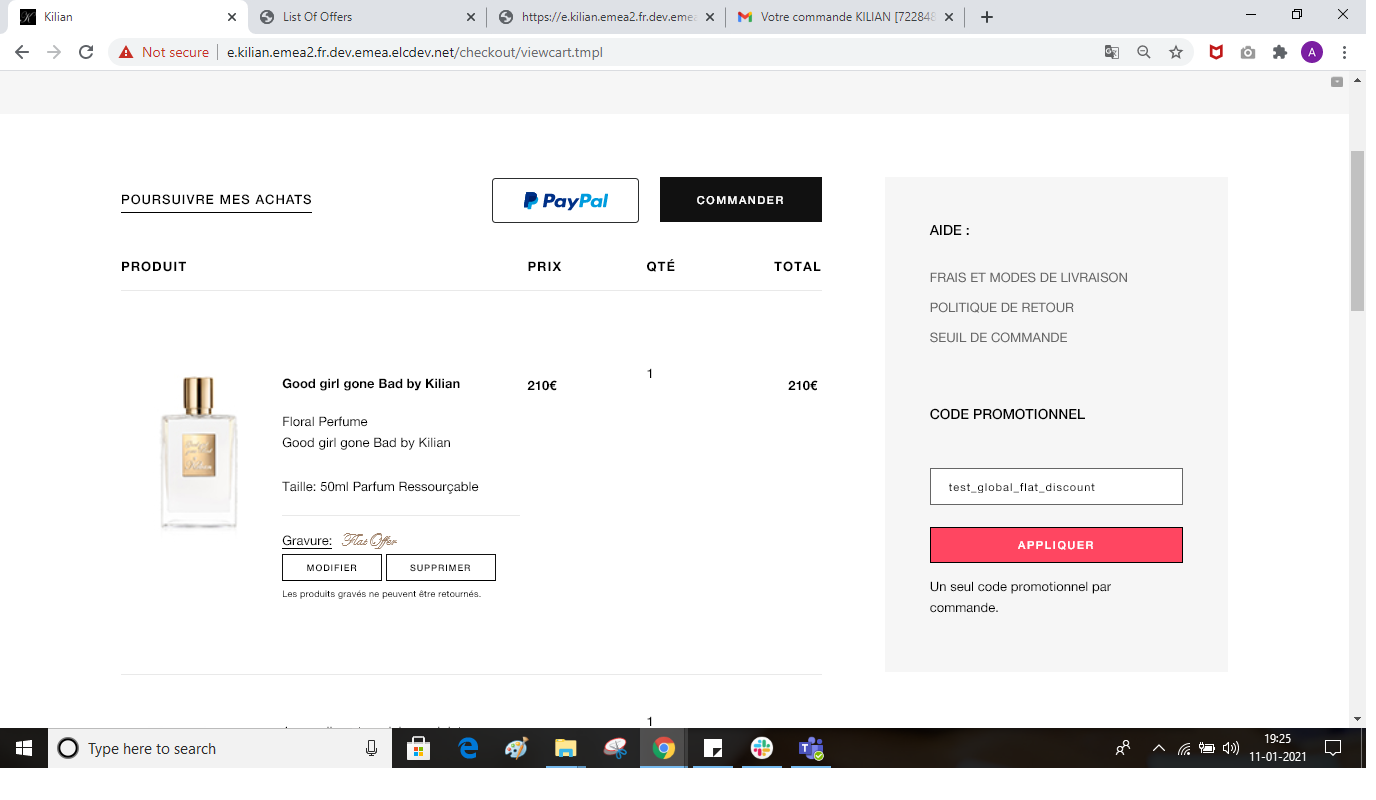 Kilian
List Of Offers
https://e.kilian.emea2.fr.dev.eme
Votre commande KILIAN [72284
Not secure
e.kilian.emea2.fr.dev.emea.elcdev.net/checkout/viewcart.tmpl
A
POURSUIVRE MES ACHATS
PayPal
COMMANDER
PRODUIT PRIX QTÉ TOTAL
Good girl gone Bad by Kilian 210€ 1 210€
Floral Perfume
Good girl gone Bad by Kilian
Taille: 50ml Parfum Ressourçable
Gravure: Flat Offer
MODIFIER SUPPRIMER
Les produits gravés ne peuvent être retournés.
1
AIDE :
FRAIS ET MODES DE LIVRAISON
POLITIQUE DE RETOUR
SEUIL DE COMMANDE
CODE PROMOTIONNEL
test_global_flat_discount
APPLIQUER
Un seul code promotionnel par
commande.
Type here to search
19:25
11-01-2021